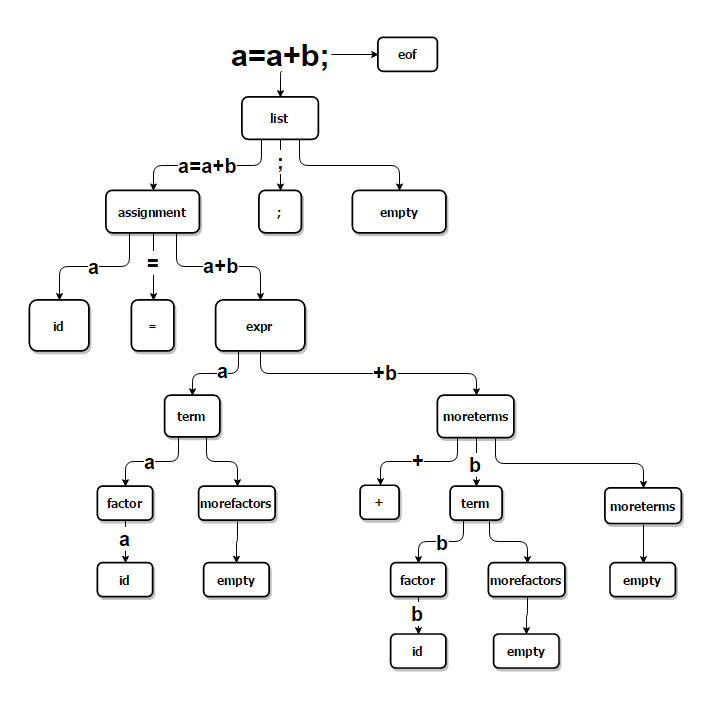 a=a+b; eof
list
a=a+b ;
assignment ; empty
a = a+b
id = expr
a +b
term moreterms
a + b
factor morefactors + term moreterms
a b
id empty factor morefactors empty
b
id empty